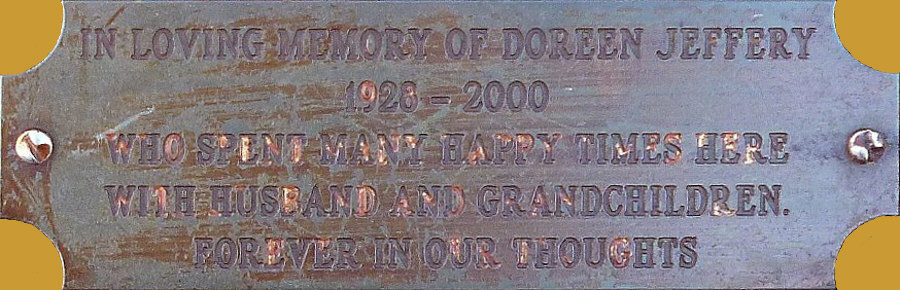 IN LOVING MEMORY OF DOREEN JEFFERY
1928 – 2000
WHO SPENT MANY HAPPY TIMES HERE
WITH HUSBAND AND GRANDCHILDREN.
FOREVER IN OUR THOUGHTS